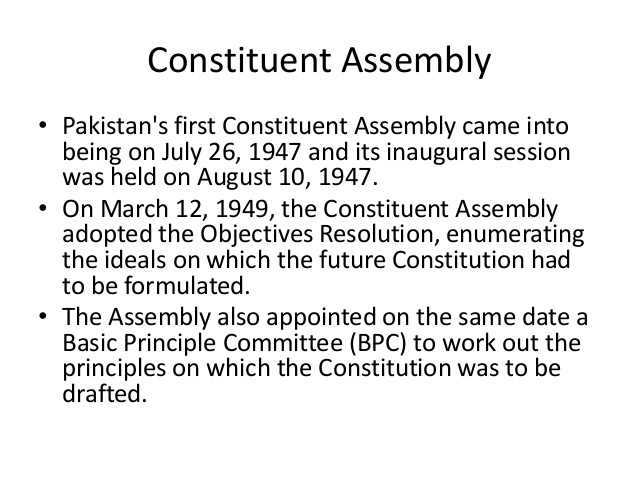 Constituent Assembly
• Pakistan's first Constituent Assembly came into
being on July 26, 1947 and its inaugural session
was held on August 10, 1947.
• On March 12, 1949, the Constituent Assembly
adopted the Objectives Resolution, enumerating
the ideals on which the future Constitution had
to be formulated.
• The Assembly also appointed on the same date a
Basic Principle Committee (BPC) to work out the
principles on which the Constitution was to be
drafted.